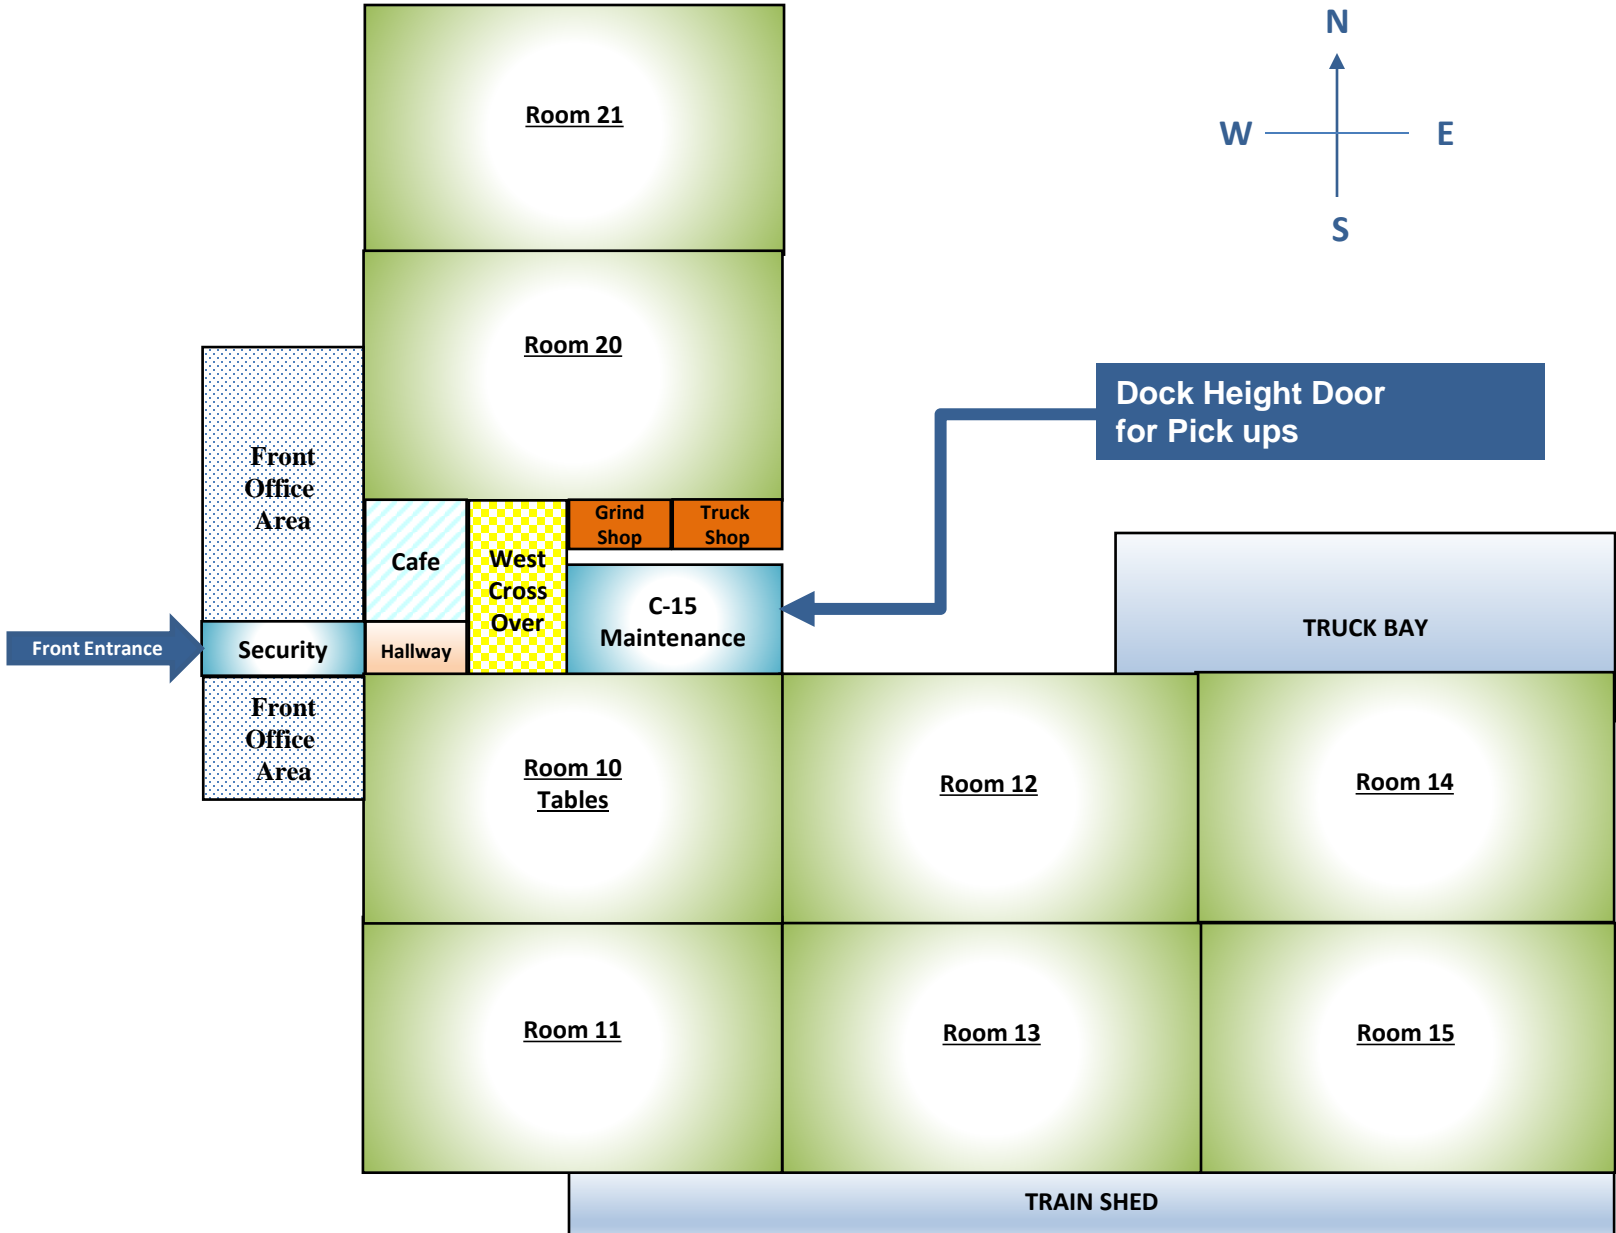 N
Room 21
W
E
S
Room 20
Dock Height Door
for Pick ups
Front
Office
Area
Grind
Shop
Truck
Shop
Cafe
West
Cross
Over
C-15
Maintenance
TRUCK BAY
Front Entrance
Security
Hallway
Front
Office
Area
Room 10
Tables
Room 12
Room 14
Room 11
Room 13
Room 15
TRAIN SHED